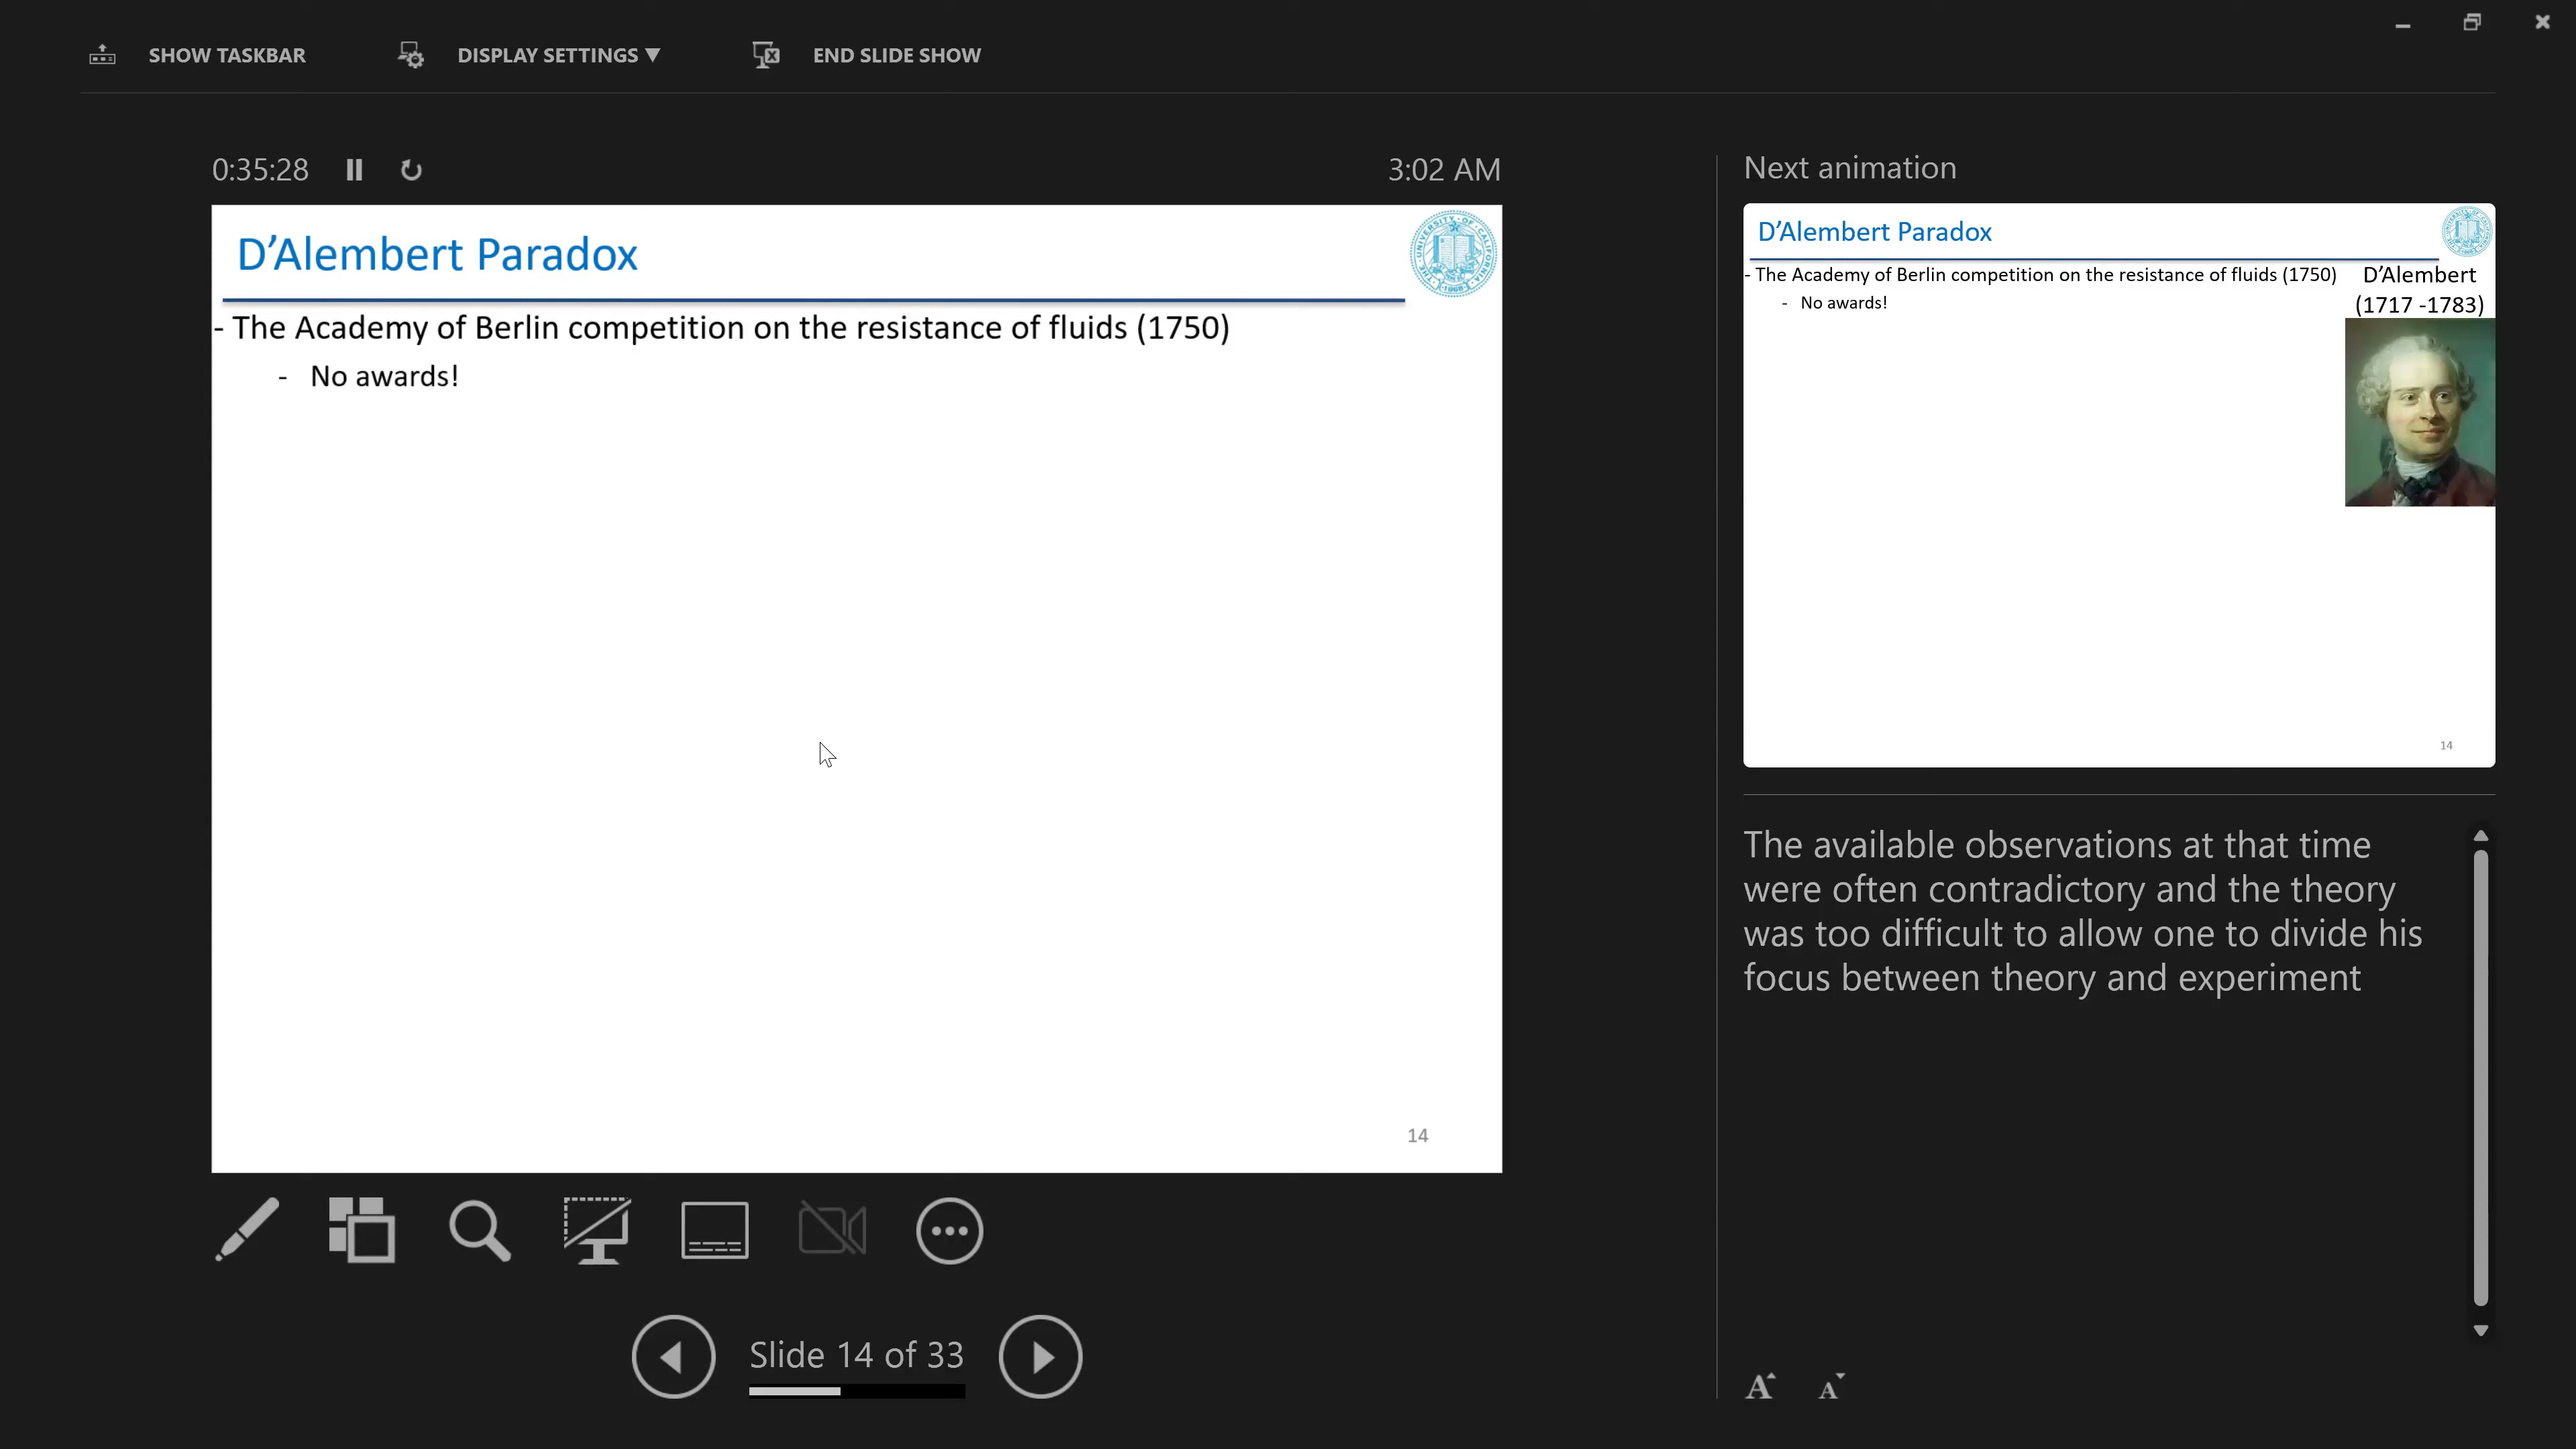 SHOW TASKBAR
DISPLAY SETTINGS ▼
END SLIDE SHOW
0:35:28
3:02 AM
D’Alembert Paradox
- The Academy of Berlin competition on the resistance of fluids (1750)
- No awards!
14
Slide 14 of 33
Next animation
D’Alembert Paradox
- The Academy of Berlin competition on the resistance of fluids (1750)
- No awards!
D’Alembert
(1717 -1783)
14
The available observations at that time
were often contradictory and the theory
was too difficult to allow one to divide his
focus between theory and experiment
A A